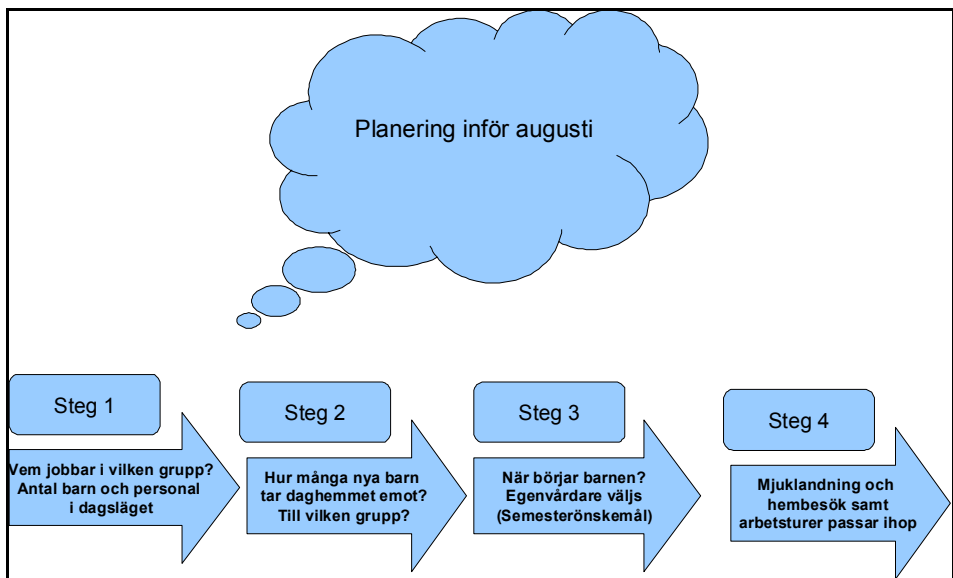 Planering inför augusti
Steg 1
Vem jobbar i vilken grupp?
Antal barn och personal
i dagsläget
Steg 2
Hur många nya barn
tar daghemmet emot?
Till vilken grupp?
Steg 3
När börjar barnen?
Egenvårdare väljs
(Semesterönskemål)
Steg 4
Mjuklandning och
hembesök samt
arbetsturer passar ihop